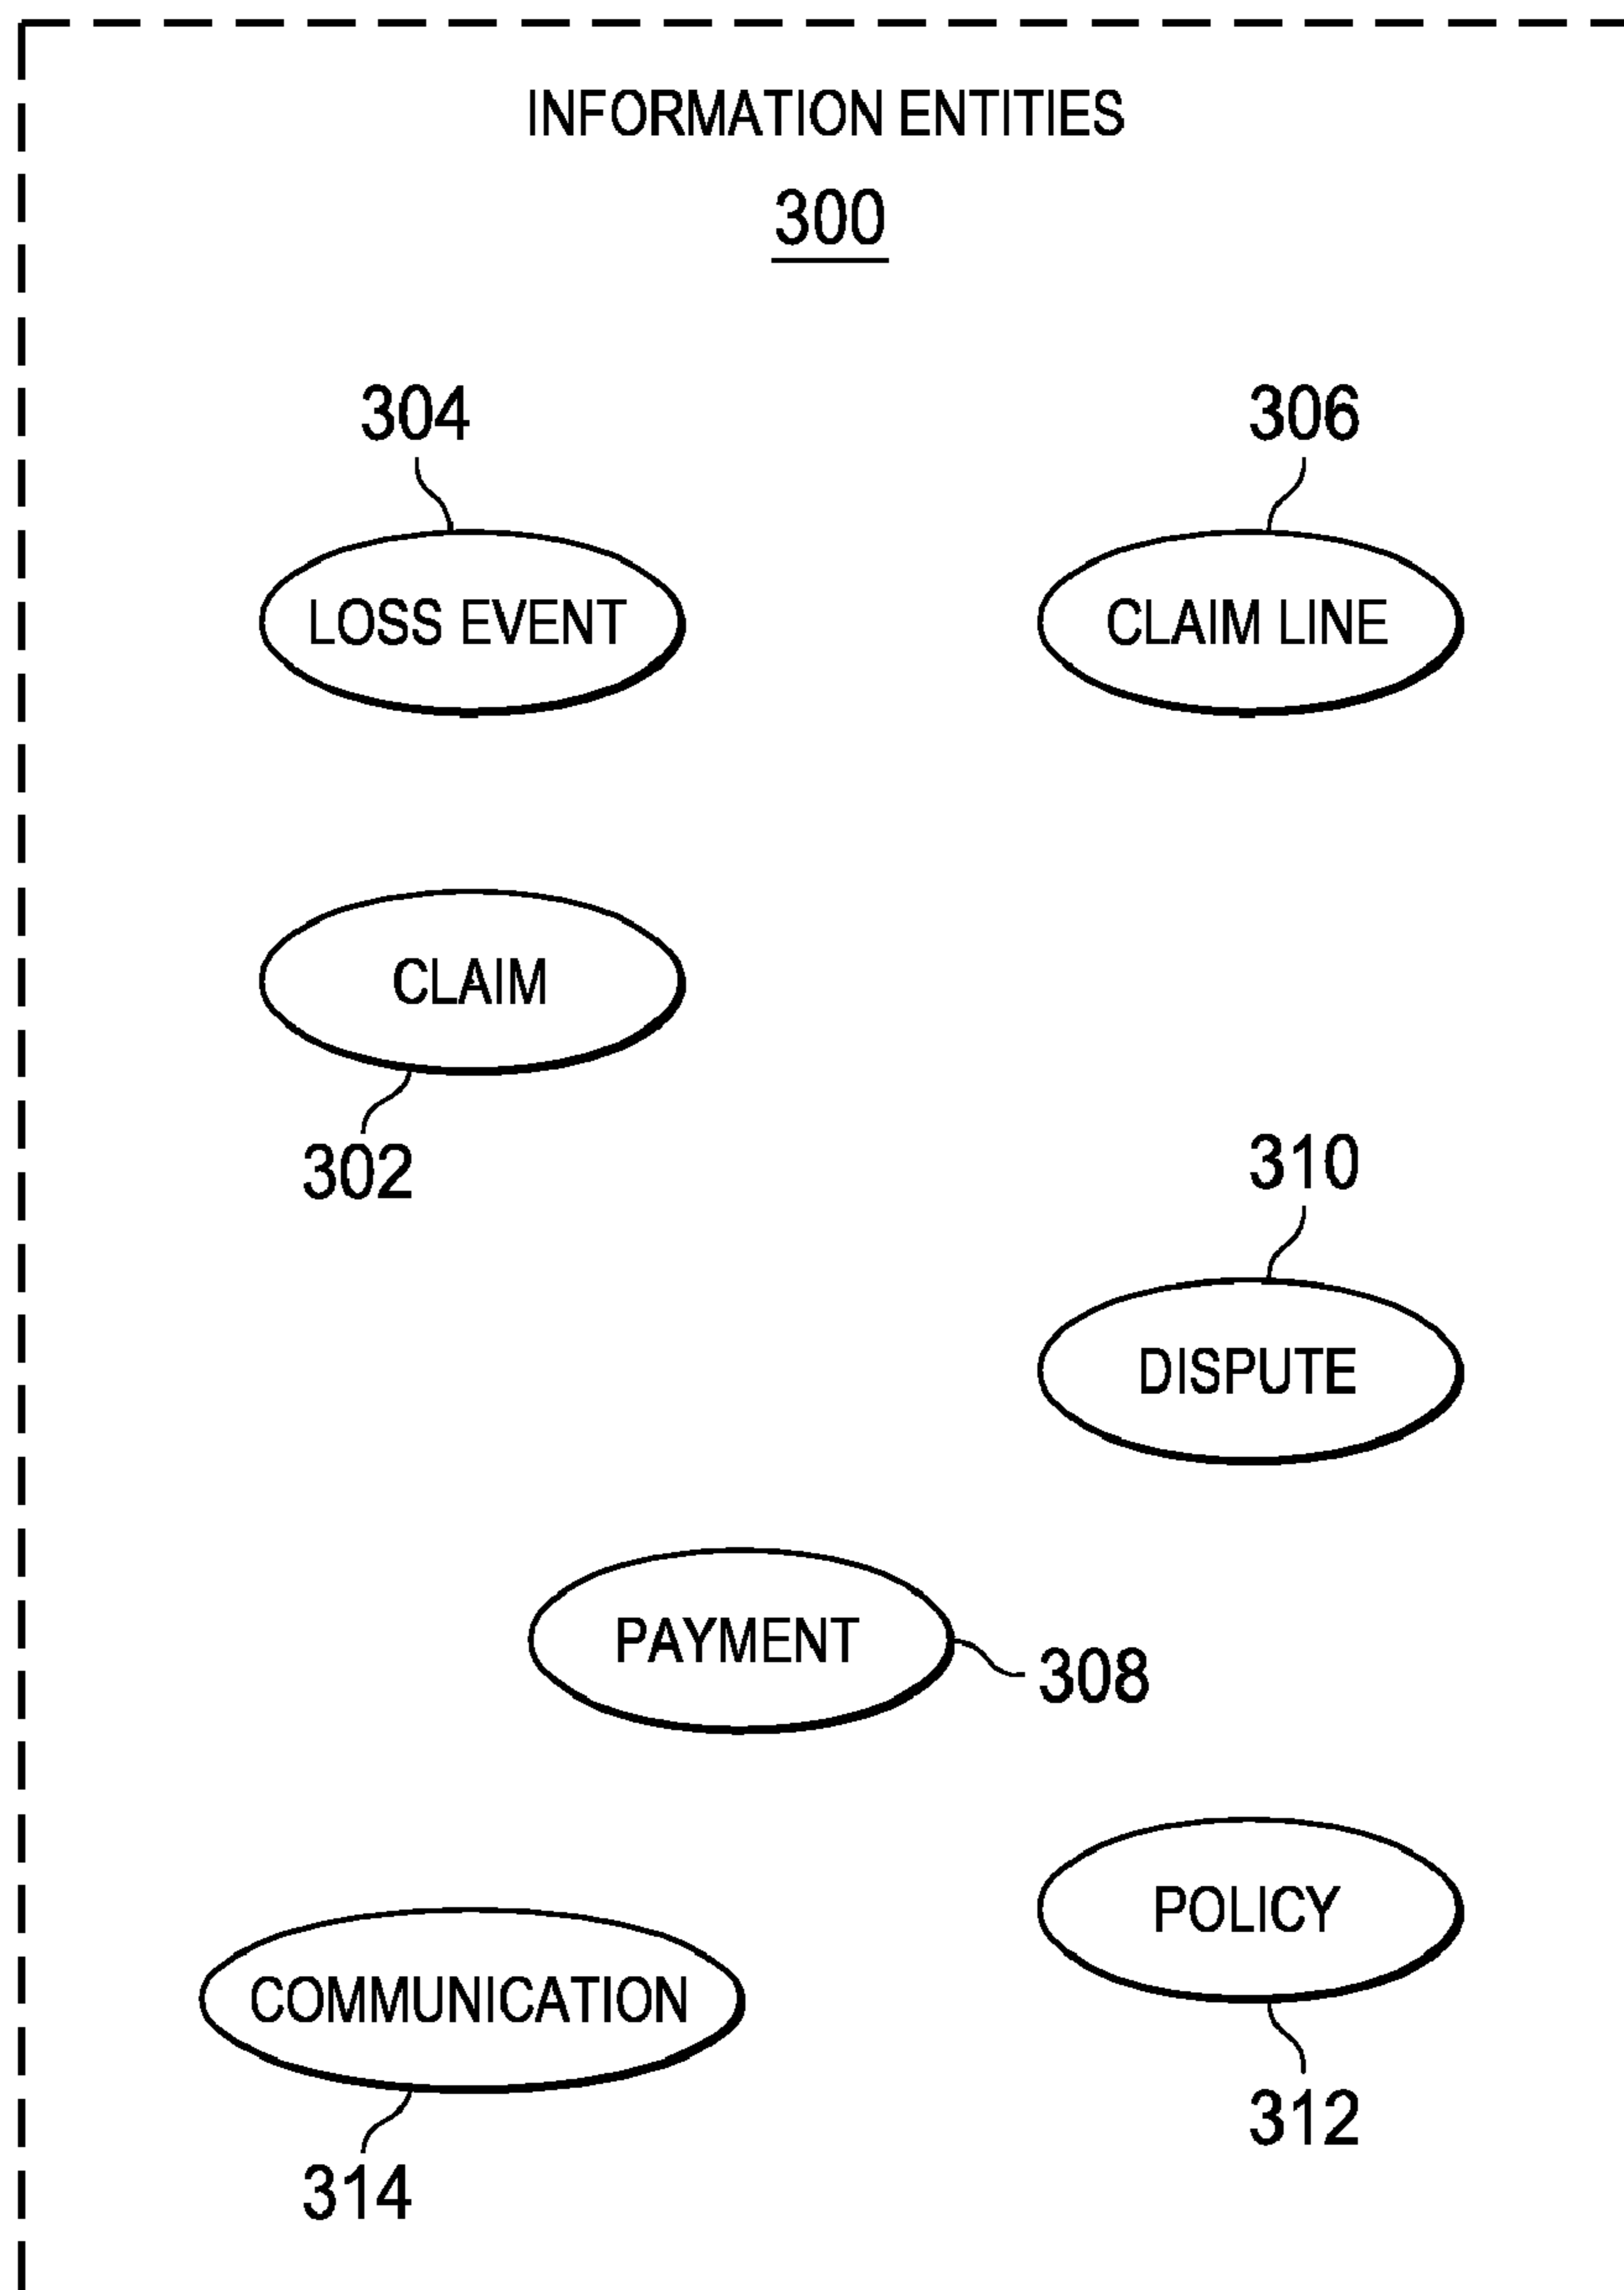 INFORMATION ENTITIES
300
304
306
LOSS EVENT
CLAIM LINE
CLAIM
302
310
DISPUTE
PAYMENT
308
POLICY
COMMUNICATION
312
314